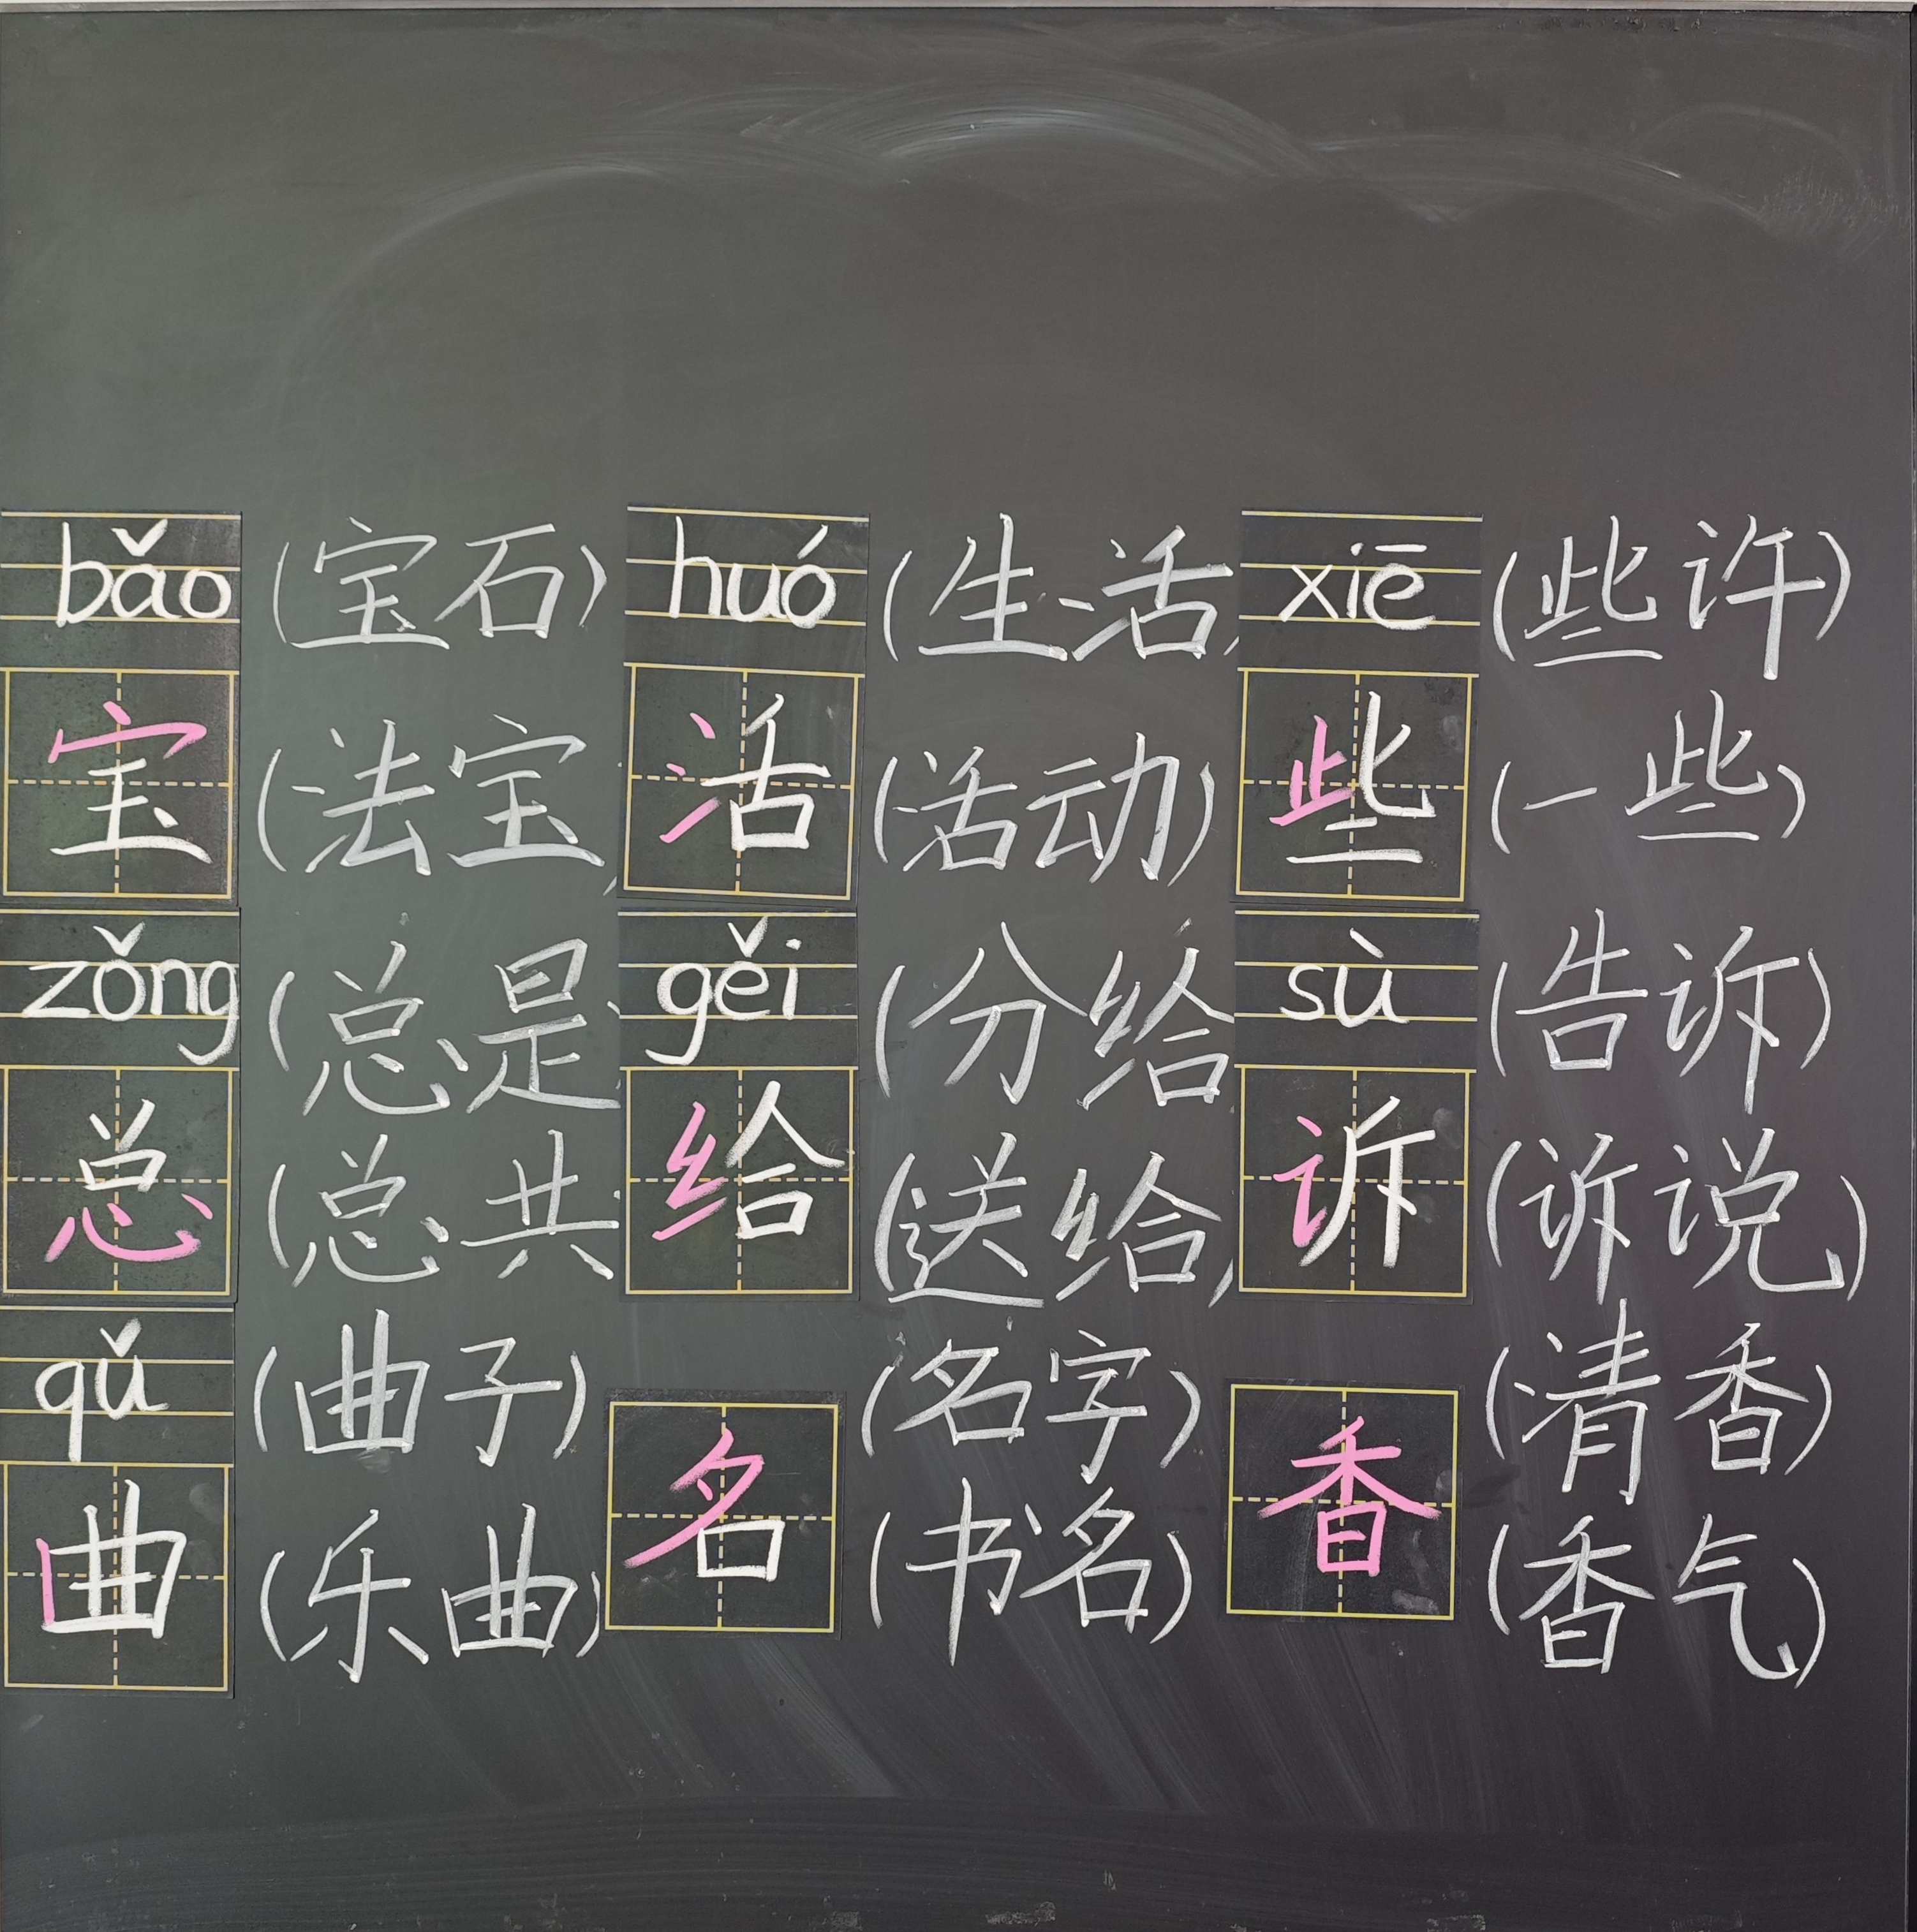 bǎo (宝石) huó (生活) xiē (些许)
宝 (法宝) 活 (活动) 些 (一些)
zǒng (总是) gěi (分给) sù (告诉)
总 (总共) 给 (送给) 诉 (诉说)
qǔ (曲子) (名字) (清香)
曲 (乐曲) 名 (书名) 香 (香气)